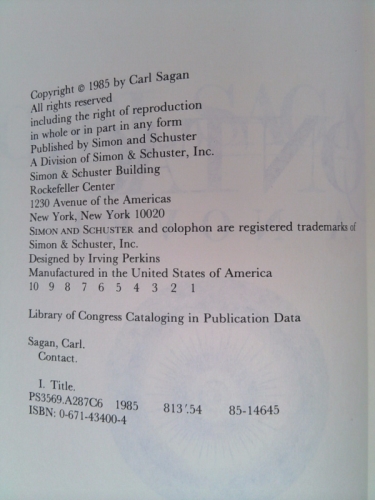 Copyright © 1985 by Carl Sagan
All rights reserved
including the right of reproduction
in whole or in part in any form
Published by Simon and Schuster
A Division of Simon & Schuster, Inc.
Simon & Schuster Building
Rockefeller Center
1230 Avenue of the Americas
New York, New York 10020
SIMON AND SCHUSTER and colophon are registered trademarks of
Simon & Schuster, Inc.
Designed by Irving Perkins
Manufactured in the United States of America
10 9 8 7 6 5 4 3 2 1
Library of Congress Cataloging in Publication Data
Sagan, Carl.
Contact.
I. Title.
PS3569.A287C6 1985 813'.54 85-14645
ISBN: 0-671-43400-4